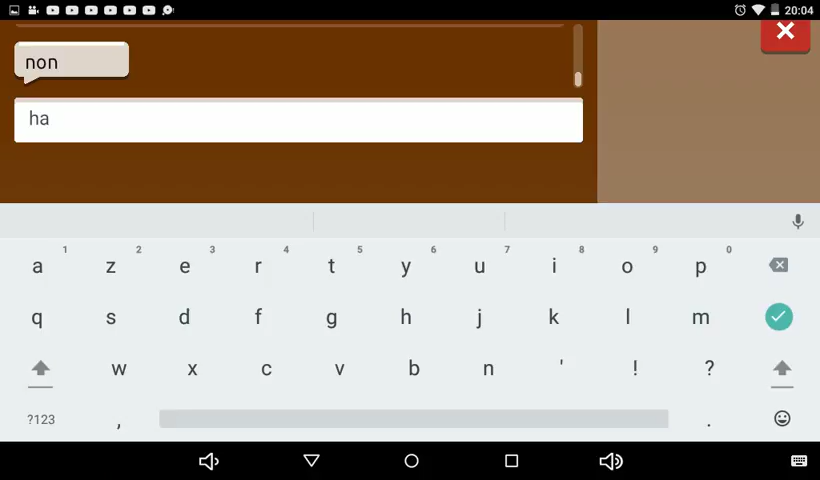 20:04
non
ha
1 2 3 4 5 6 7 8 9 0
a z e r t y u i o p
q s d f g h j k l m
w x c v b n ' ! ?
?123 , .